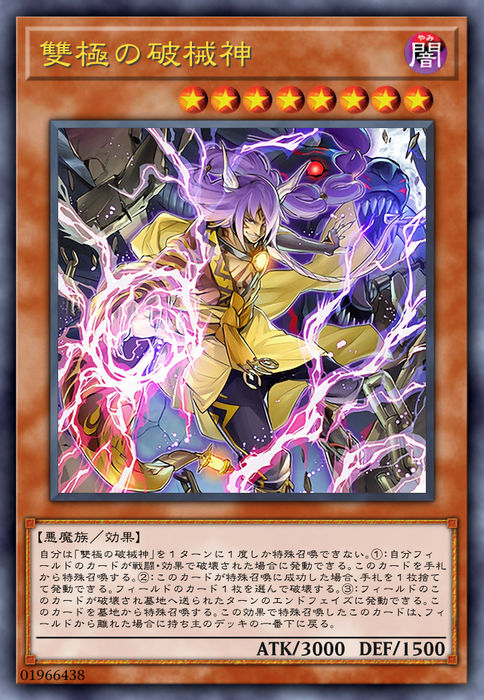 雙極の破械神
やみ
闇
【悪魔族／効果】
自分は「雙極の破械神」を１ターンに１度しか特殊召喚できない。①：自分フィ
ールドのカードが戦闘・効果で破壊された場合に発動できる。このカードを手札
から特殊召喚する。②：このカードが特殊召喚に成功した場合、手札を１枚捨て
て発動できる。フィールドのカード１枚を選んで破壊する。③：フィールドのこ
のカードが破壊され墓地へ送られたターンのエンドフェイズに発動できる。こ
のカードを墓地から特殊召喚する。この効果で特殊召喚したこのカードは、フィ
ールドから離れた場合に持ち主のデッキの一番下に戻る。
ATK/3000 DEF/1500
01966438